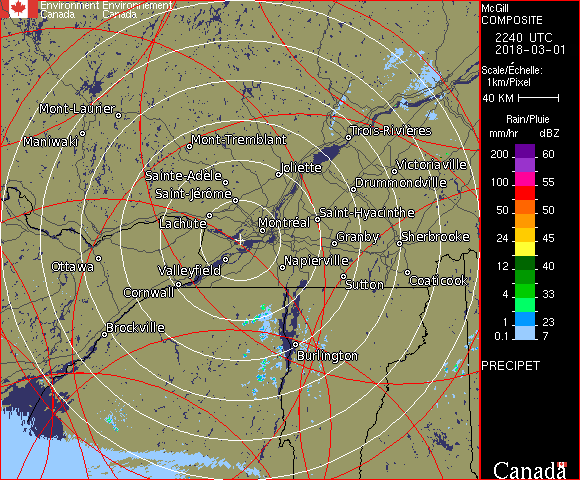 Environment Environnement
Canada Canada
McGill
COMPOSITE
2240 UTC
2018-03-01
Scale/Échelle:
1km/Pixel
40 KM
Rain/Pluie
mm/hr dBZ
200 60
100 55
50 50
24 45
12 40
4 33
1 23
0.1 7
PRECIPET
Canada
Mont-Laurier
Maniwaki
Mont-Tremblant
Trois-Rivières
Sainte-Adèle
Joliette
Victoriaville
Saint-Jérôme
Drummondville
Lachute
Montréal
Saint-Hyacinthe
Granby
Sherbrooke
Ottawa
Valleyfield
Napierville
Cornwall
Sutton
Coaticook
Brockville
Burlington